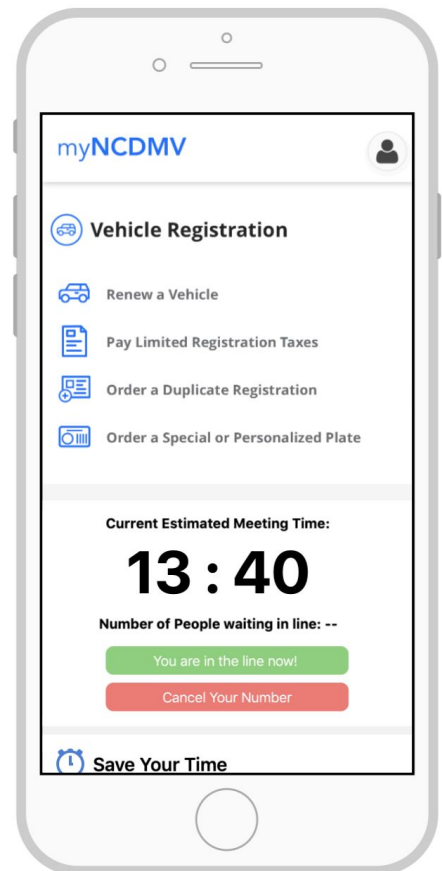 myNCDMV
Vehicle Registration
Renew a Vehicle
Pay Limited Registration Taxes
Order a Duplicate Registration
Order a Special or Personalized Plate
Current Estimated Meeting Time:
13 : 40
Number of People waiting in line: --
You are in the line now!
Cancel Your Number
Save Your Time